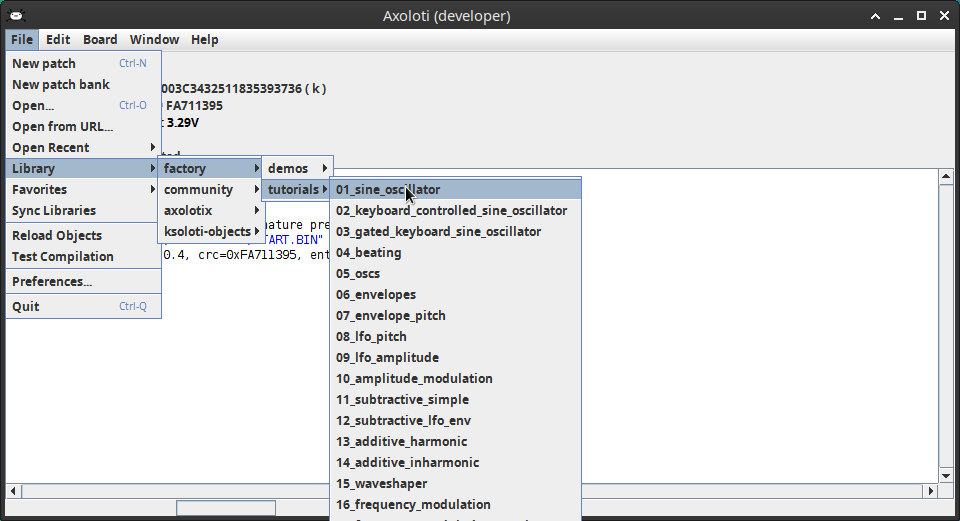 Axoloti (developer)
File Edit Board Window Help
New patch Ctrl-N
New patch bank
Open... Ctrl-O
Open from URL...
Open Recent
Library
Favorites
Sync Libraries
Reload Objects
Test Compilation
Preferences...
Quit Ctrl-Q
003C3432511835393736 ( k )
FA711395
: 3.29V
factory
community
axolotix
ksoloti-objects
demos
tutorials
01_sine_oscillator
02_keyboard_controlled_sine_oscillator
03_gated_keyboard_sine_oscillator
04_beating
05_oscs
06_envelopes
07_envelope_pitch
08_lfo_pitch
09_lfo_amplitude
10_amplitude_modulation
11_subtractive_simple
12_subtractive_lfo_env
13_additive_harmonic
14_additive_inharmonic
15_waveshaper
16_frequency_modulation
ature pre
TART.BIN"
0.4, crc=0xFA711395, ent